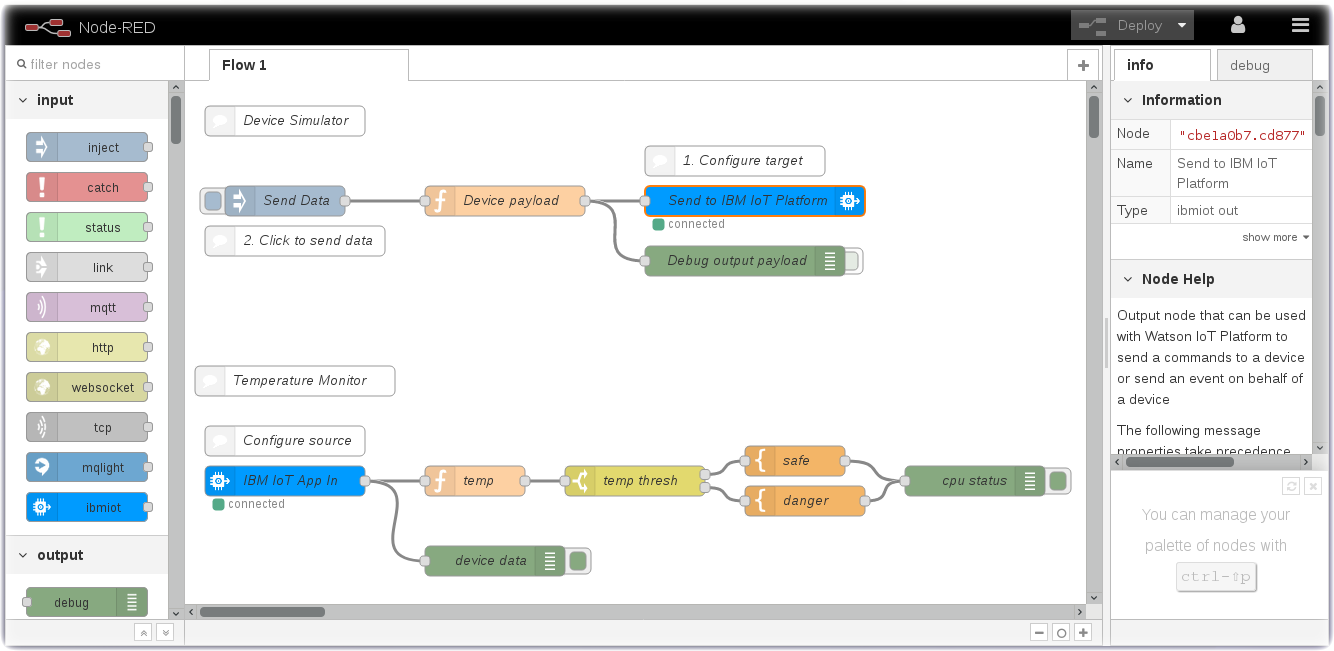 Node-RED
Deploy
filter nodes
Flow 1
info
debug
input
inject
catch
status
link
mqtt
http
websocket
tcp
mqlight
ibmiot
output
debug
Device Simulator
1. Configure target
Send Data
Device payload
Send to IBM IoT Platform
connected
2. Click to send data
Debug output payload
Temperature Monitor
Configure source
IBM IoT App In
connected
temp
temp thresh
safe
danger
cpu status
device data
Information
Node "cbe1a0b7.cd877"
Name Send to IBM IoT
Platform
Type ibmiot out
show more
Node Help
Output node that can be used
with Watson IoT Platform to
send a commands to a device
or send an event on behalf of
a device
The following message
properties take precedence
You can manage your
palette of nodes with
ctrl-⇧p